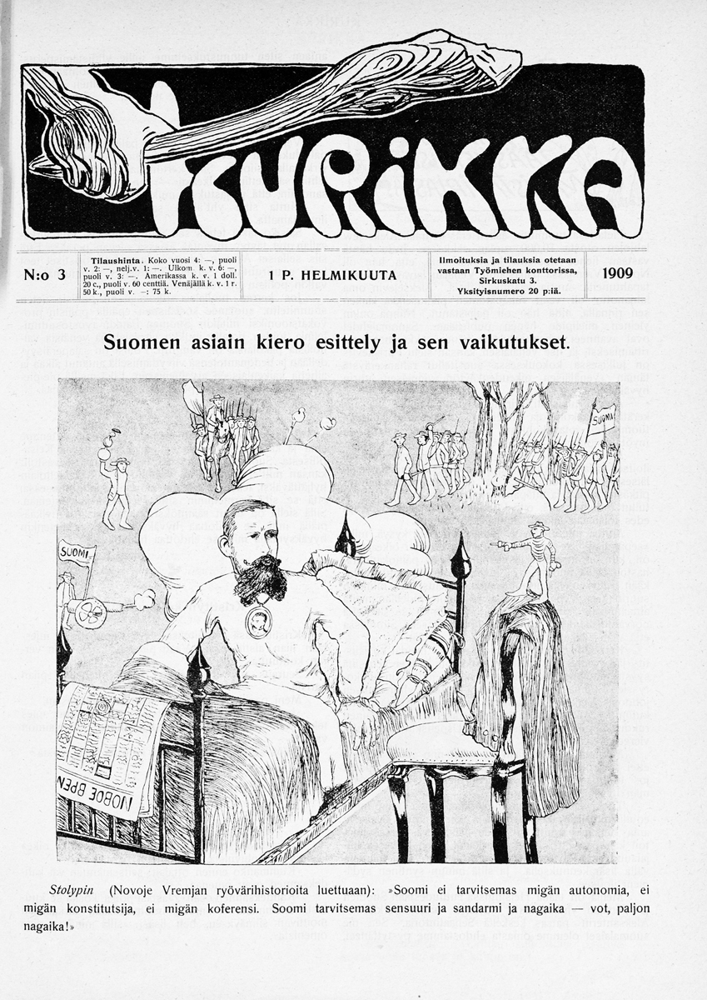 KURIKKA
N:o 3
Tilaushinta. Koko vuosi 4: —, puoli
v. 2: —, nelj.v. 1: —. Ulkom. k. v. 6: —,
puoli v. 3: —. Amerikassa k. v. 1 doll.
20 c., puoli v. 60 centtiä. Venäjällä k. v. 1 r.
50 k., puoli v. —: 75 k.
1 P. HELMIKUUTA
Ilmoituksia ja tilauksia otetaan
vastaan Työmiehen konttorissa,
Sirkuskatu 3.
Yksityisnumero 20 p:iä.
1909
Suomen asiain kiero esittely ja sen vaikutukset.
SUOMI
SUOMI
НОВОЕ ВРЕМ
Stolypin (Novoje Vremjan ryövärihistorioita luettuaan): »Soomi ei tarvitsemas migän autonomia, ei
migän konstitutsija, ei migän koferensi. Soomi tarvitsemas sensuuri ja sandarmi ja nagaika — vot, paljon
nagaika!»